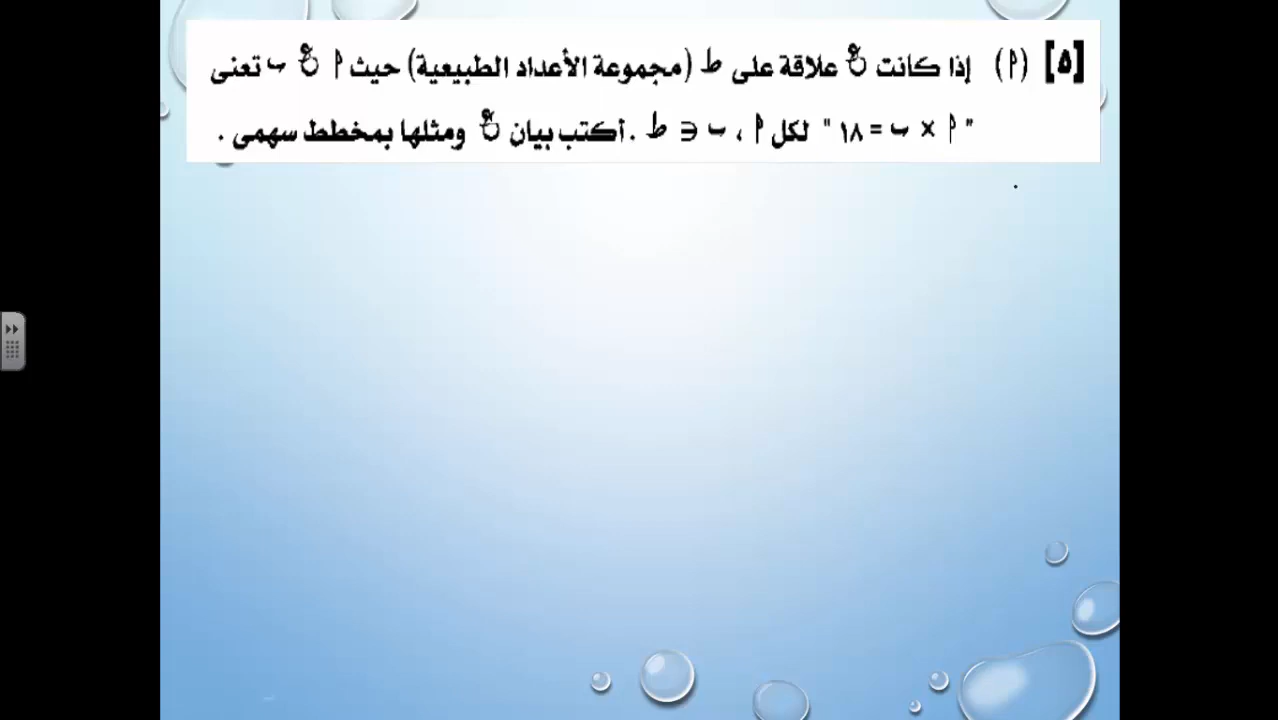 [٥] (أ) إذا كانت ع علاقة على ط (مجموعة الأعداد الطبيعية) حيث أ ع ب تعنى
" أ × ب = ١٨ " لكل أ ، ب ∈ ط . أكتب بيان ع ومثلها بمخطط سهمى .